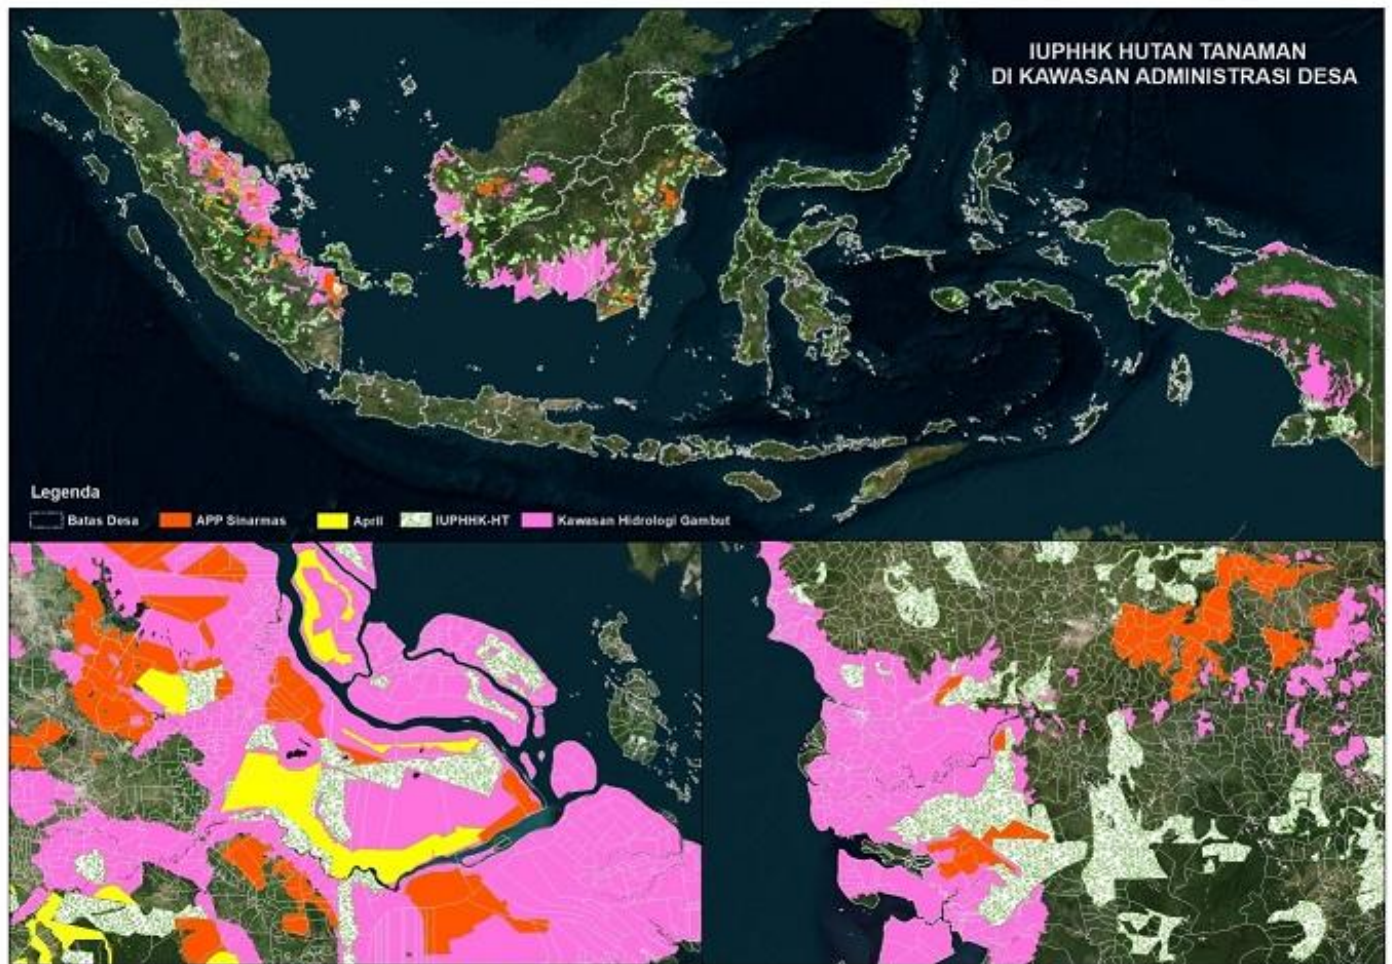 IUPHHK HUTAN TANAMAN
DI KAWASAN ADMINISTRASI DESA
Legenda
Batas Desa APP Sinarmas April IUPHHK-HT Kawasan Hidrologi Gambut